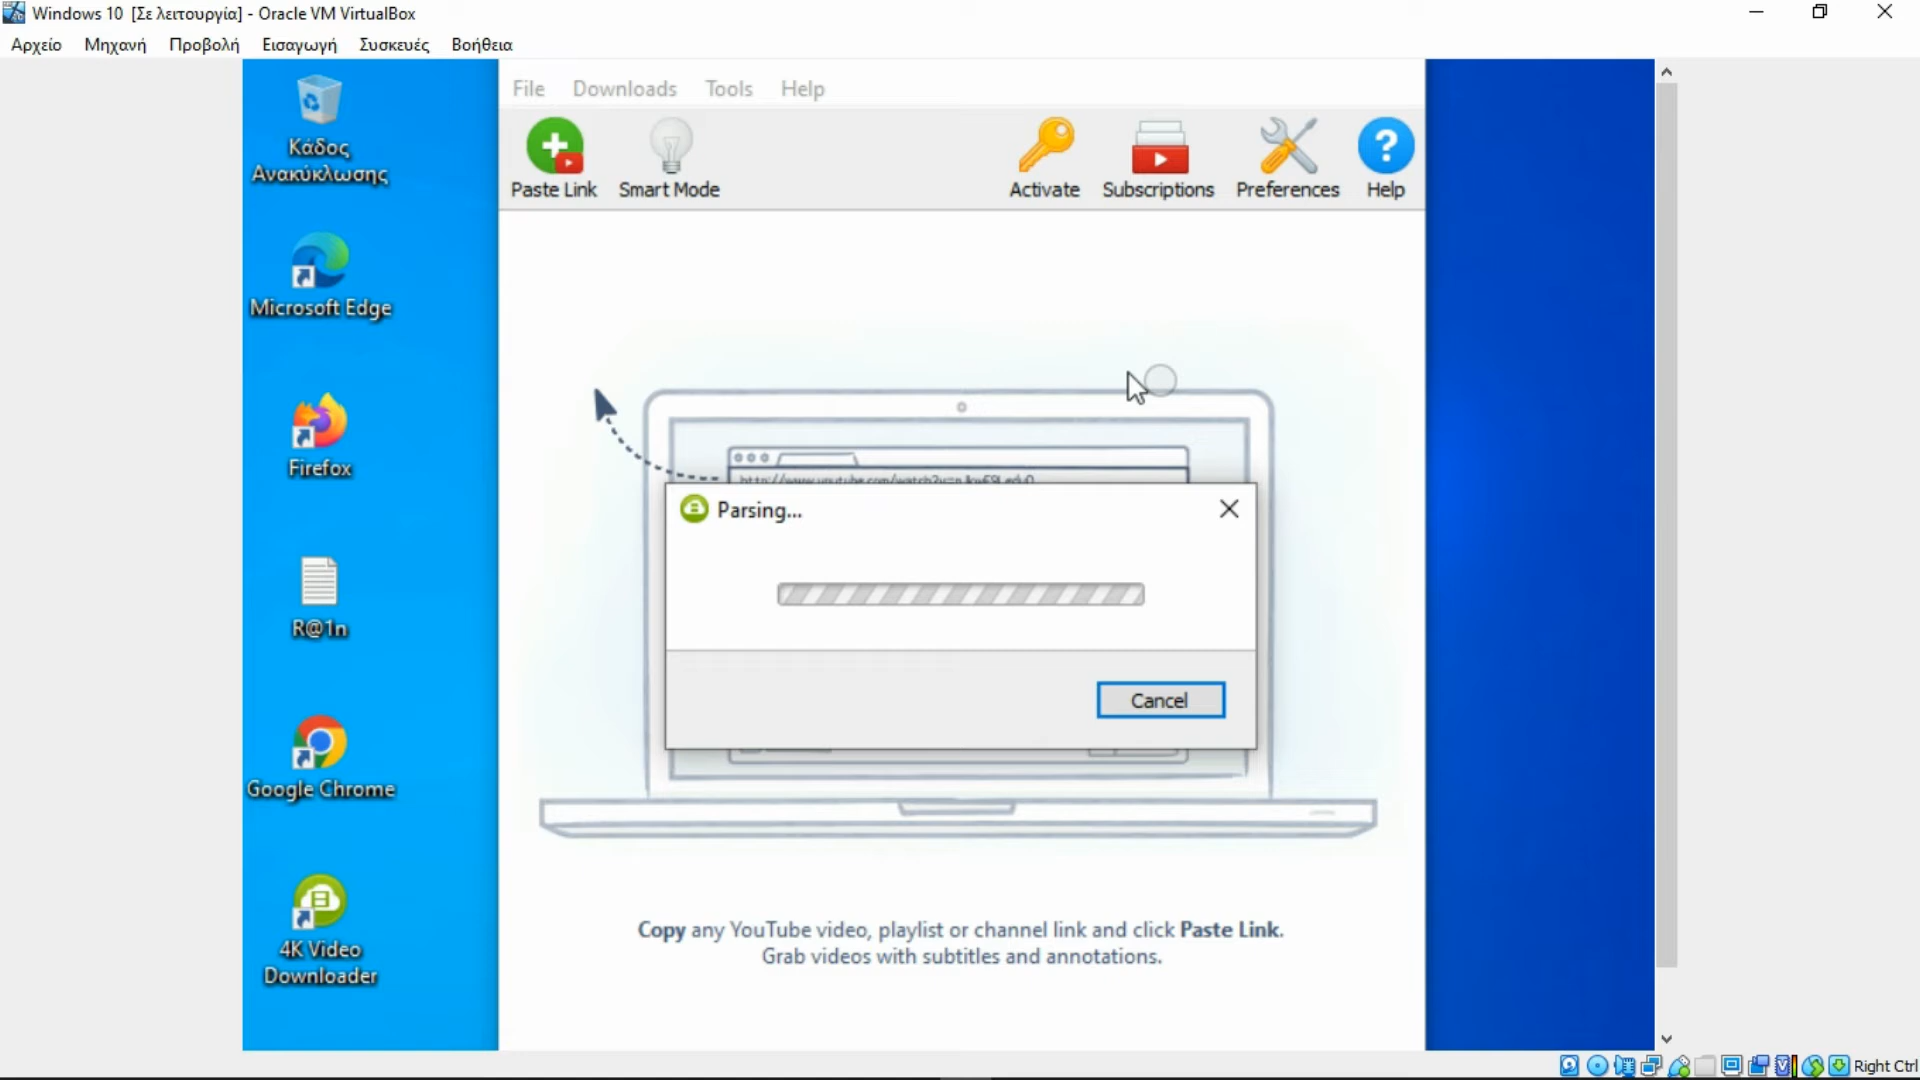 Windows 10 [Σε λειτουργία] - Oracle VM VirtualBox
Αρχείο Μηχανή Προβολή Εισαγωγή Συσκευές Βοήθεια
File Downloads Tools Help
Paste Link Smart Mode Activate Subscriptions Preferences Help
Κάδος
Ανακύκλωσης
Microsoft Edge
Firefox
R@1n
Google Chrome
4K Video
Downloader
Parsing...
Cancel
Copy any YouTube video, playlist or channel link and click Paste Link.
Grab videos with subtitles and annotations.
Right Ctrl